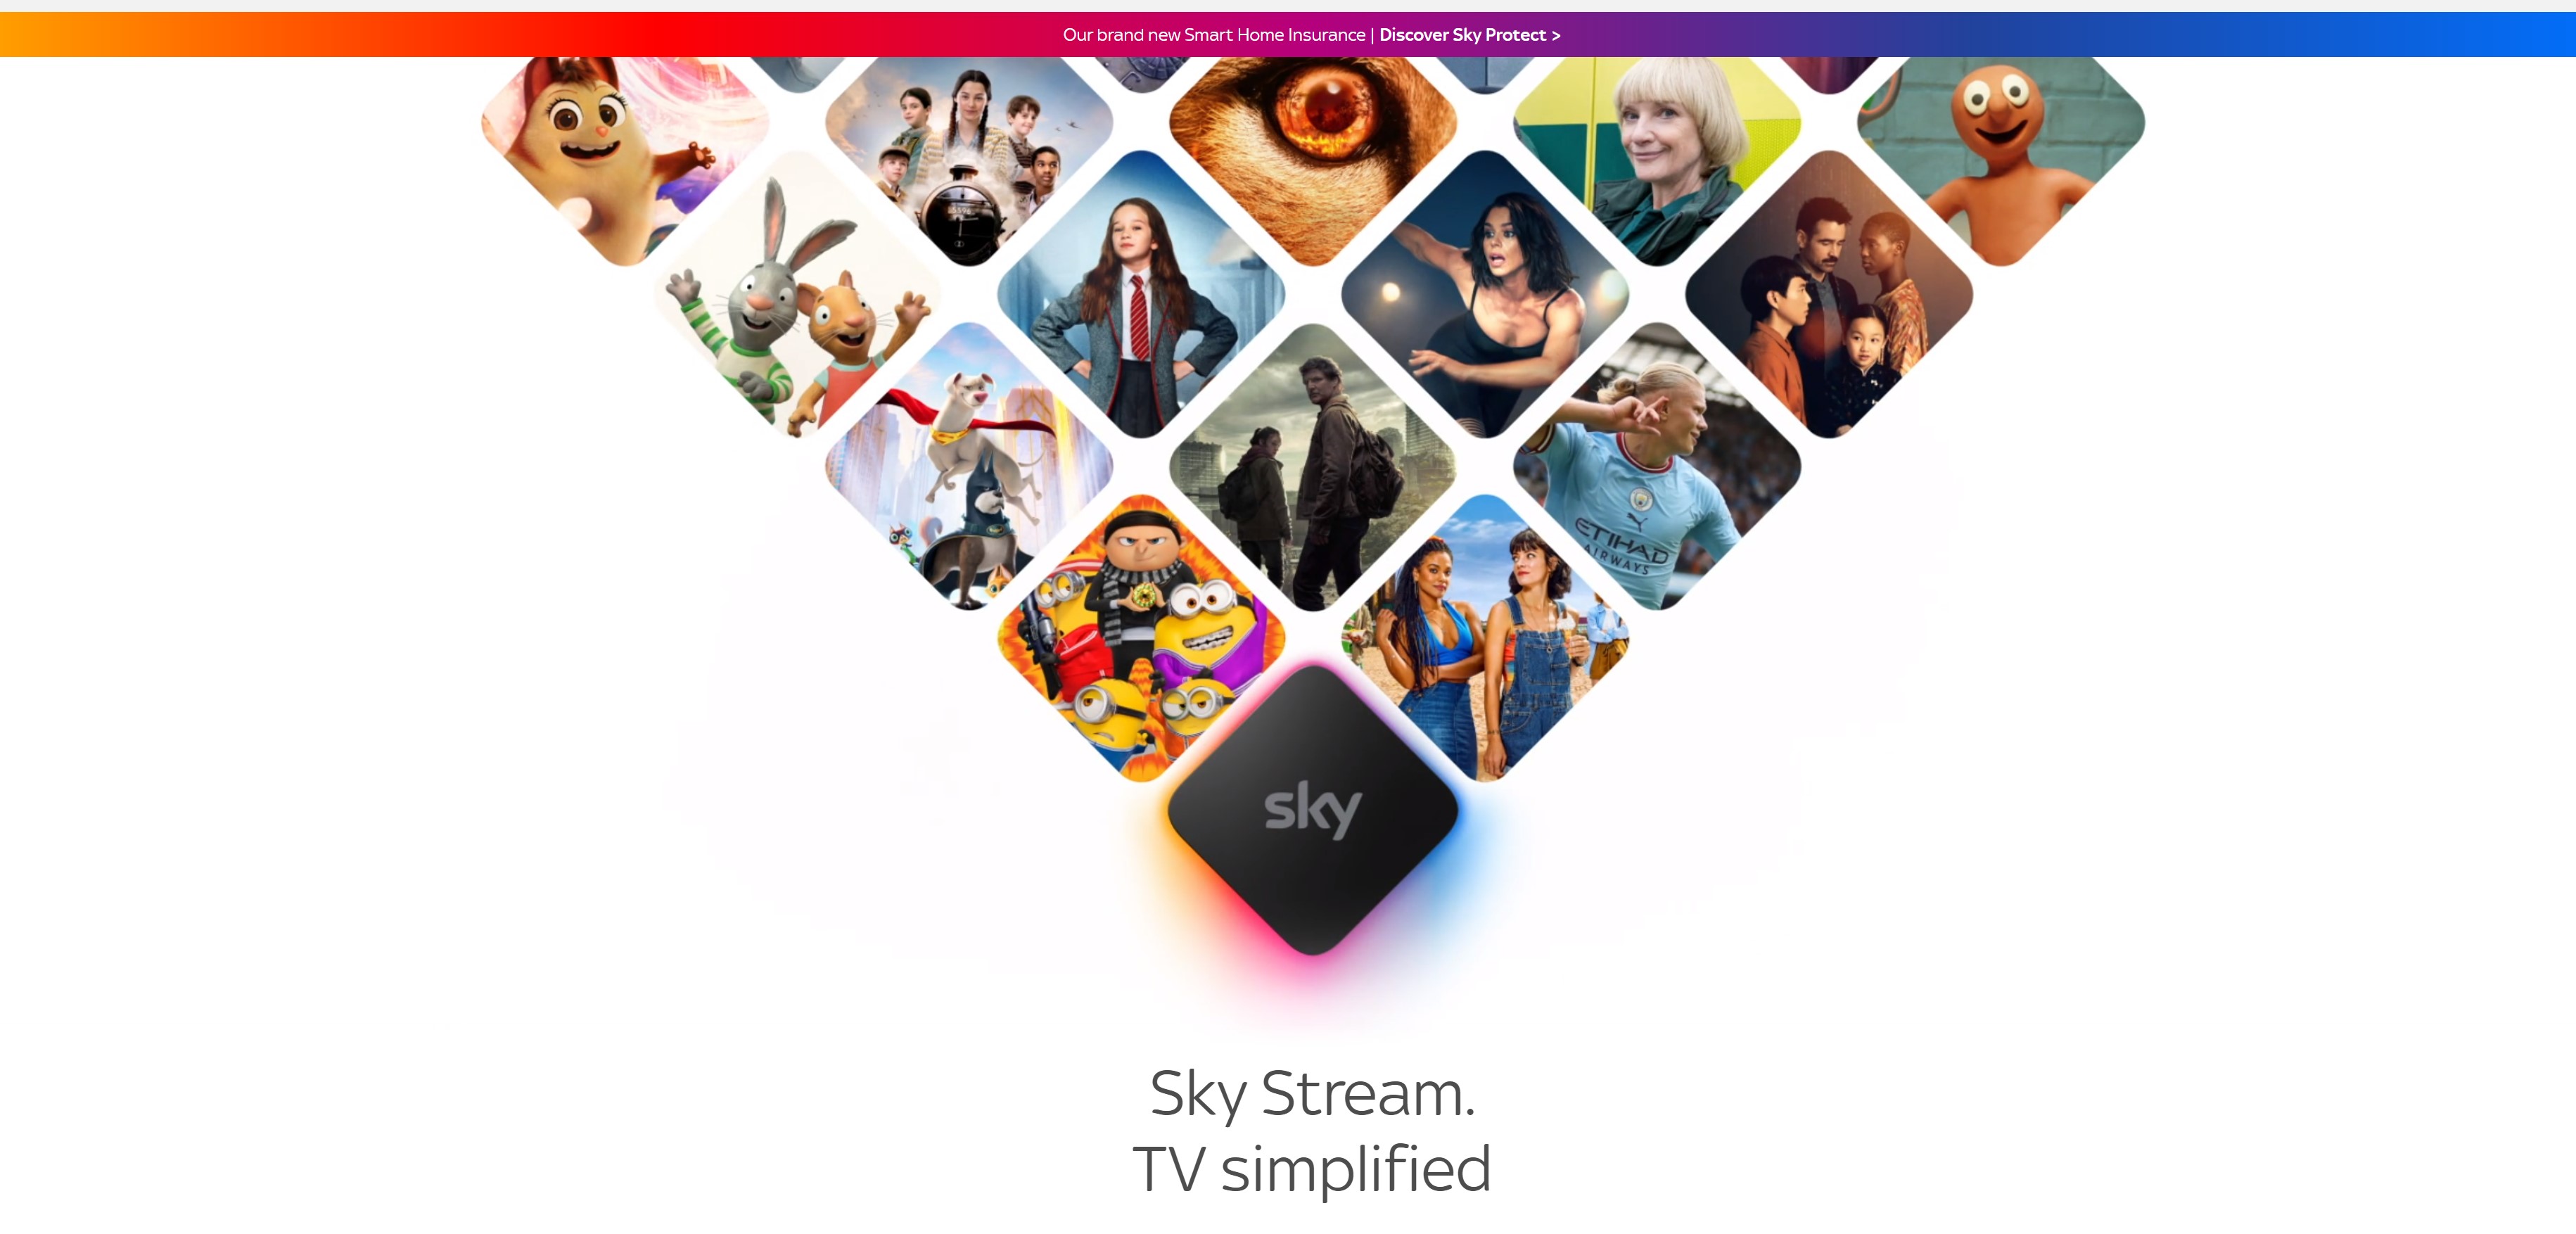 Our brand new Smart Home Insurance | Discover Sky Protect >
ETIHAD
AIRWAYS
sky
Sky Stream.
TV simplified